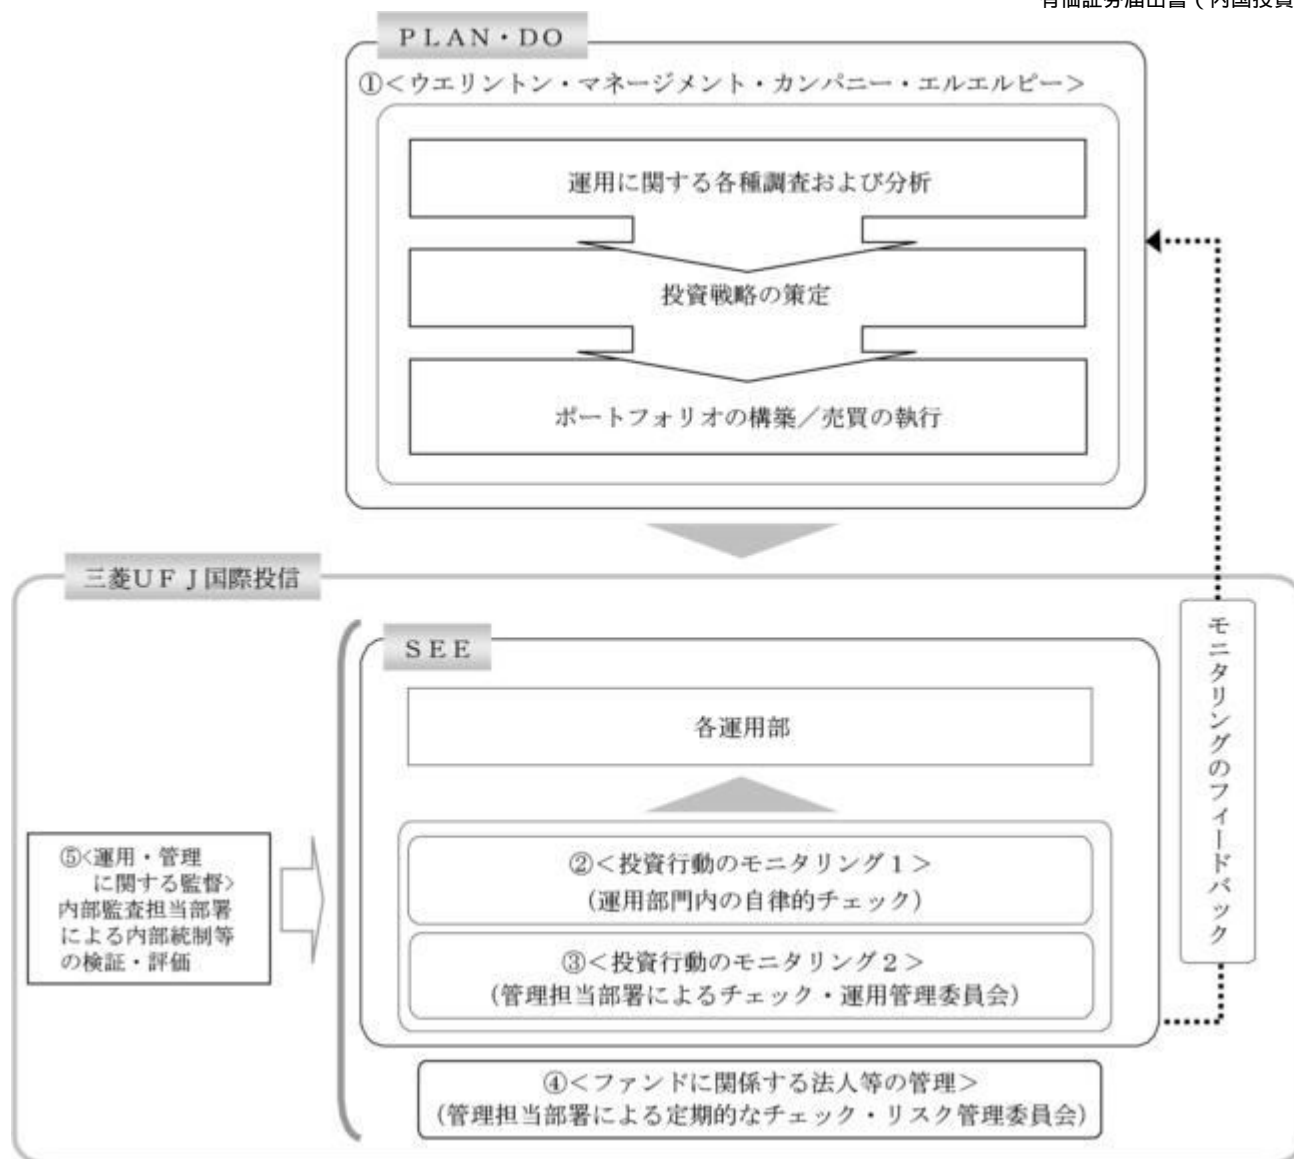 有価証券届出書（内国投資
ＰＬＡＮ・ＤＯ
①＜ウエリントン・マネージメント・カンパニー・エルエルピー＞
運用に関する各種調査および分析
投資戦略の策定
ポートフォリオの構築／売買の執行
三菱ＵＦＪ国際投信
ＳＥＥ
各運用部
②＜投資行動のモニタリング１＞
（運用部門内の自律的チェック）
③＜投資行動のモニタリング２＞
（管理担当部署によるチェック・運用管理委員会）
④＜ファンドに関係する法人等の管理＞
（管理担当部署による定期的なチェック・リスク管理委員会）
⑤<運用・管理
に関する監督>
内部監査担当部署
による内部統制等
の検証・評価
モニタリングのフィードバック